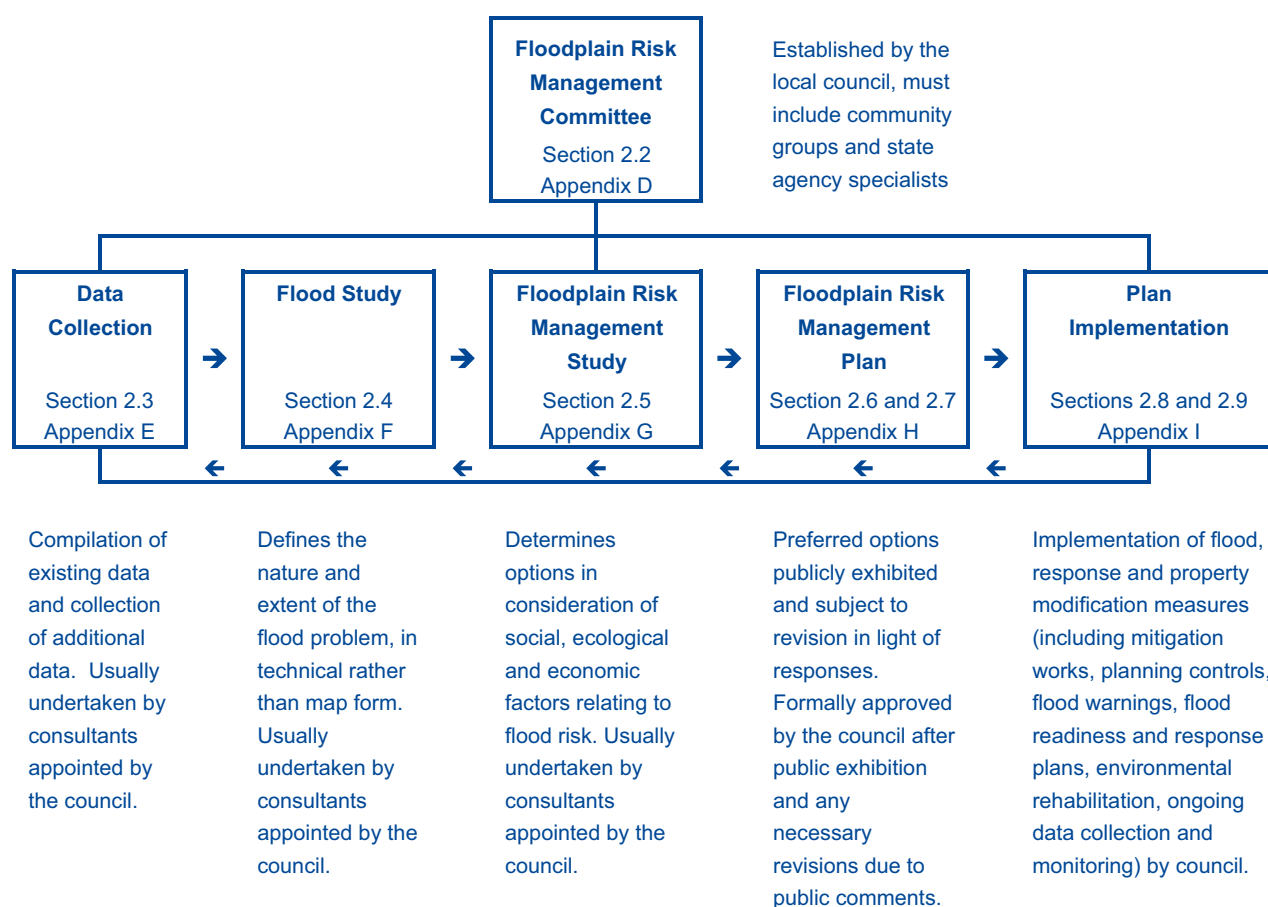 Floodplain Risk
Management
Committee
Section 2.2
Appendix D
Established by the
local council, must
include community
groups and state
agency specialists
Data
Collection
Section 2.3
Appendix E
Flood Study
Section 2.4
Appendix F
Floodplain Risk
Management
Study
Section 2.5
Appendix G
Floodplain Risk
Management
Plan
Section 2.6 and 2.7
Appendix H
Plan
Implementation
Sections 2.8 and 2.9
Appendix I
Compilation of
existing data
and collection
of additional
data.  Usually
undertaken by
consultants
appointed by
the council.
Defines the
nature and
extent of the
flood problem, in
technical rather
than map form.
Usually
undertaken by
consultants
appointed by the
council.
Determines
options in
consideration of
social, ecological
and economic
factors relating to
flood risk. Usually
undertaken by
consultants
appointed by the
council.
Preferred options
publicly exhibited
and subject to
revision in light of
responses.
Formally approved
by the council after
public exhibition
and any
necessary
revisions due to
public comments.
Implementation of flood,
response and property
modification measures
(including mitigation
works, planning controls,
flood warnings, flood
readiness and response
plans, environmental
rehabilitation, ongoing
data collection and
monitoring) by council.